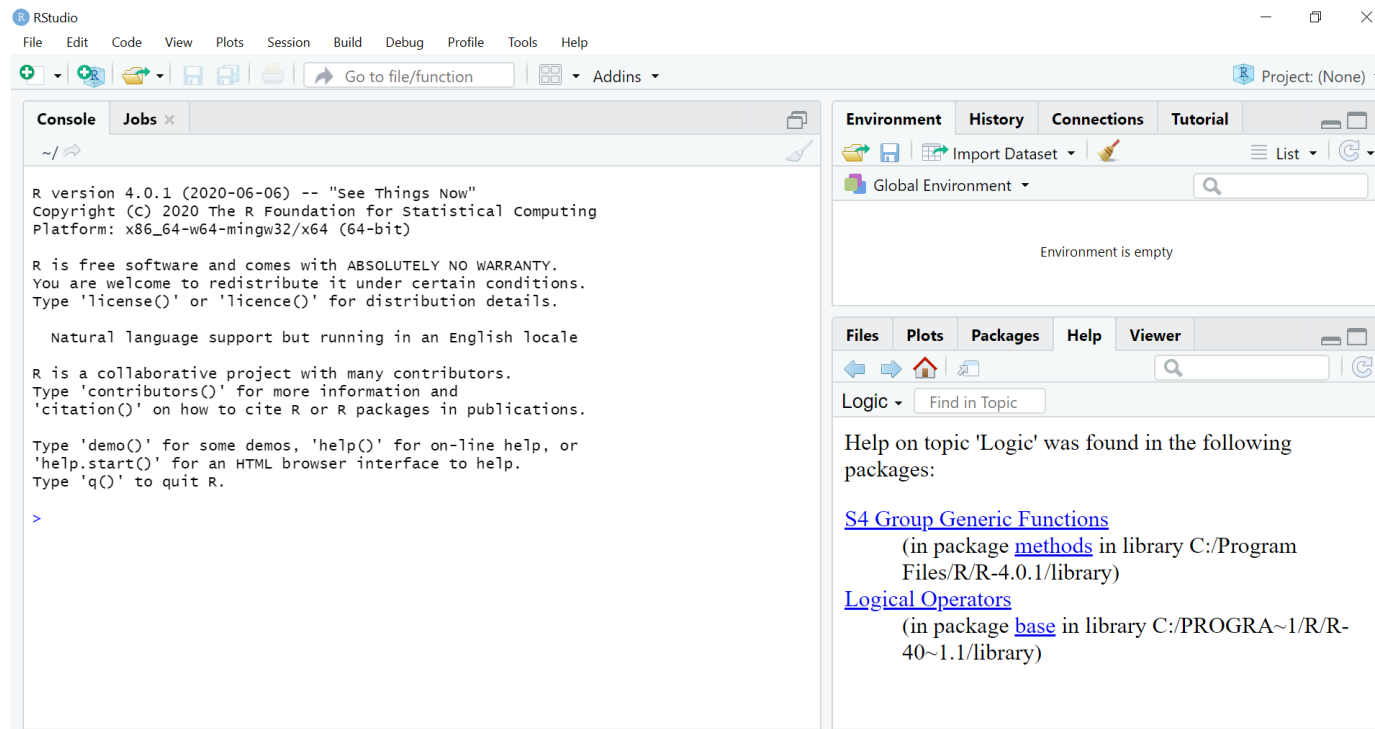 RStudio
File Edit Code View Plots Session Build Debug Profile Tools Help
Go to file/function Addins Project: (None)
Console Jobs
~/
R version 4.0.1 (2020-06-06) -- "See Things Now"
Copyright (C) 2020 The R Foundation for Statistical Computing
Platform: x86_64-w64-mingw32/x64 (64-bit)
R is free software and comes with ABSOLUTELY NO WARRANTY.
You are welcome to redistribute it under certain conditions.
Type 'license()' or 'licence()' for distribution details.
Natural language support but running in an English locale
R is a collaborative project with many contributors.
Type 'contributors()' for more information and
'citation()' on how to cite R or R packages in publications.
Type 'demo()' for some demos, 'help()' for on-line help, or
'help.start()' for an HTML browser interface to help.
Type 'q()' to quit R.
>
Environment History Connections Tutorial
Import Dataset List
Global Environment
Environment is empty
Files Plots Packages Help Viewer
Logic Find in Topic
Help on topic 'Logic' was found in the following
packages:
S4 Group Generic Functions
(in package methods in library C:/Program
Files/R/R-4.0.1/library)
Logical Operators
(in package base in library C:/PROGRA~1/R/R-
40~1.1/library)